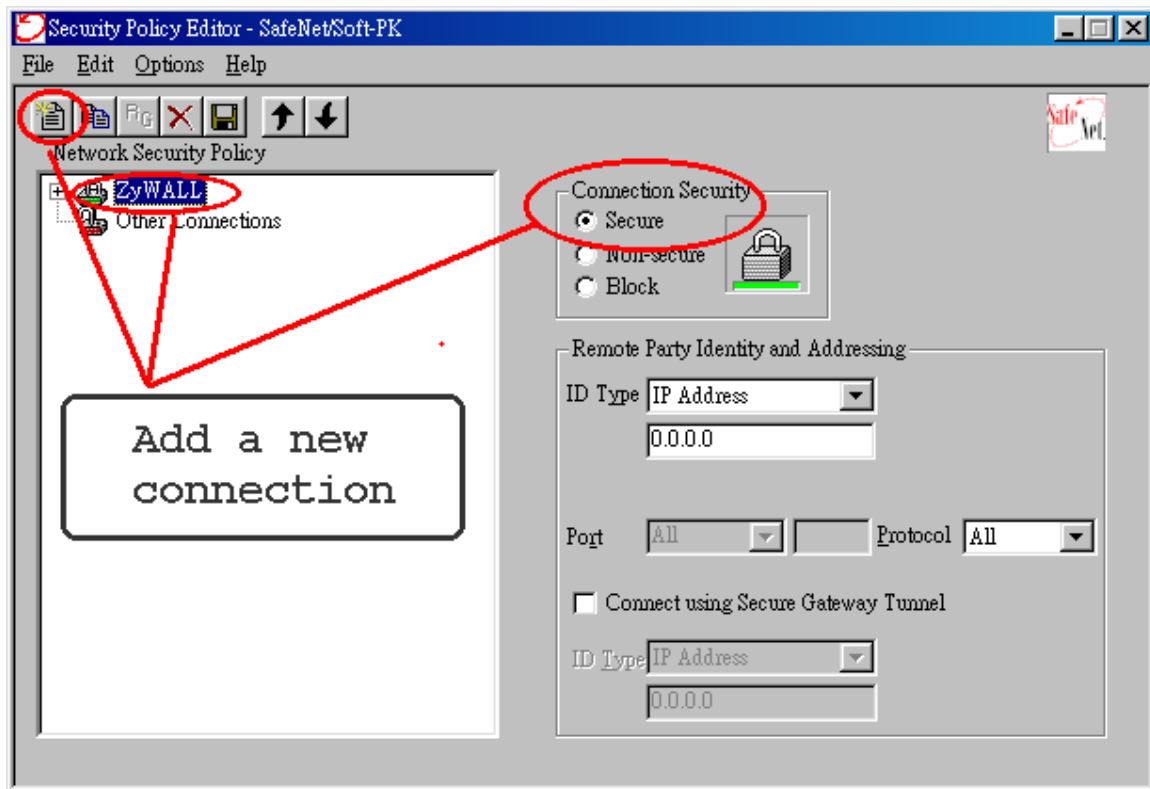 Security Policy Editor - SafeNet/Soft-PK
File Edit Options Help
Safe Net
Network Security Policy
ZyWALL
Other Connections
Connection Security
Secure
Non-secure
Block
Remote Party Identity and Addressing
ID Type IP Address
0.0.0.0
Add a new
connection
Port All Protocol All
Connect using Secure Gateway Tunnel
ID Type IP Address
0.0.0.0